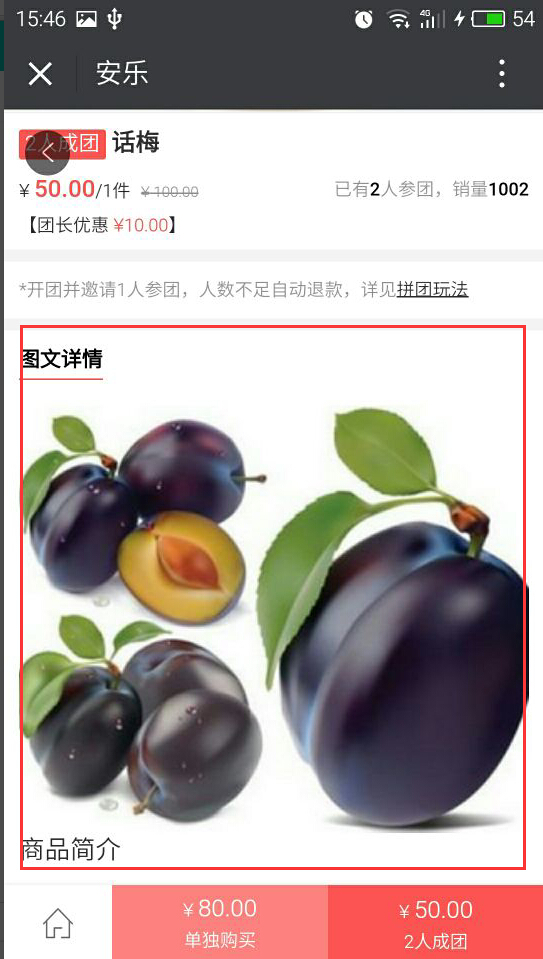 15:46 4G 54
安乐
2人成团 话梅
¥ 50.00/1件 ¥ 100.00 已有2人参团，销量1002
【团长优惠 ¥10.00】
*开团并邀请1人参团，人数不足自动退款，详见拼团玩法
图文详情
商品简介
¥ 80.00 ¥ 50.00
单独购买 2人成团